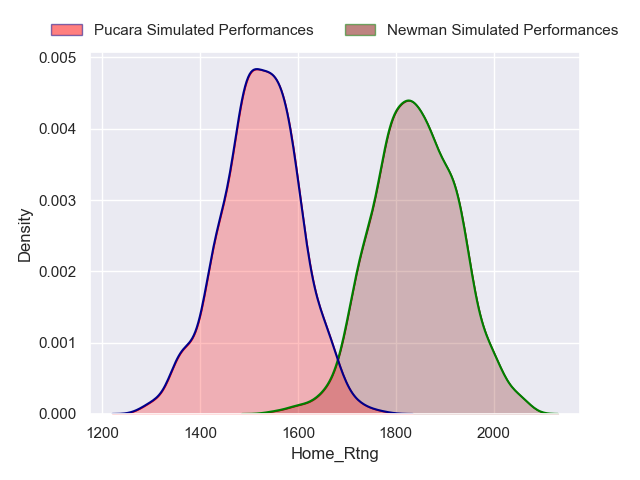 Pucara Simulated Performances
Newman Simulated Performances
0.005
0.004
0.003
0.002
0.001
0.000
Density
1200 1400 1600 1800 2000
Home_Rtng